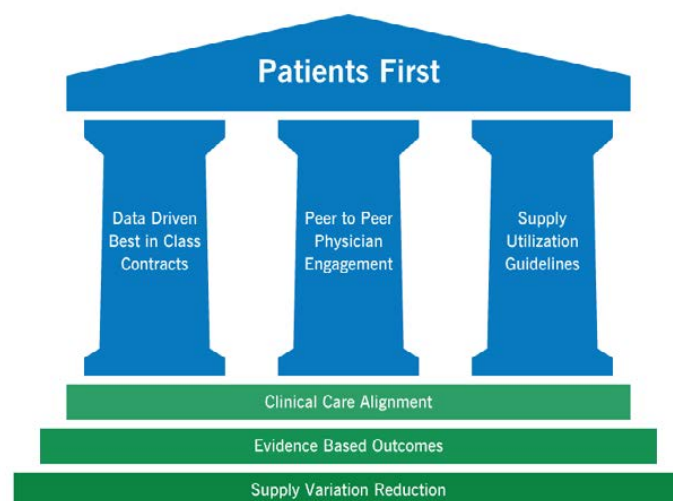 Patients First
Data Driven
Best in Class
Contracts
Peer to Peer
Physician
Engagement
Supply
Utilization
Guidelines
Clinical Care Alignment
Evidence Based Outcomes
Supply Variation Reduction